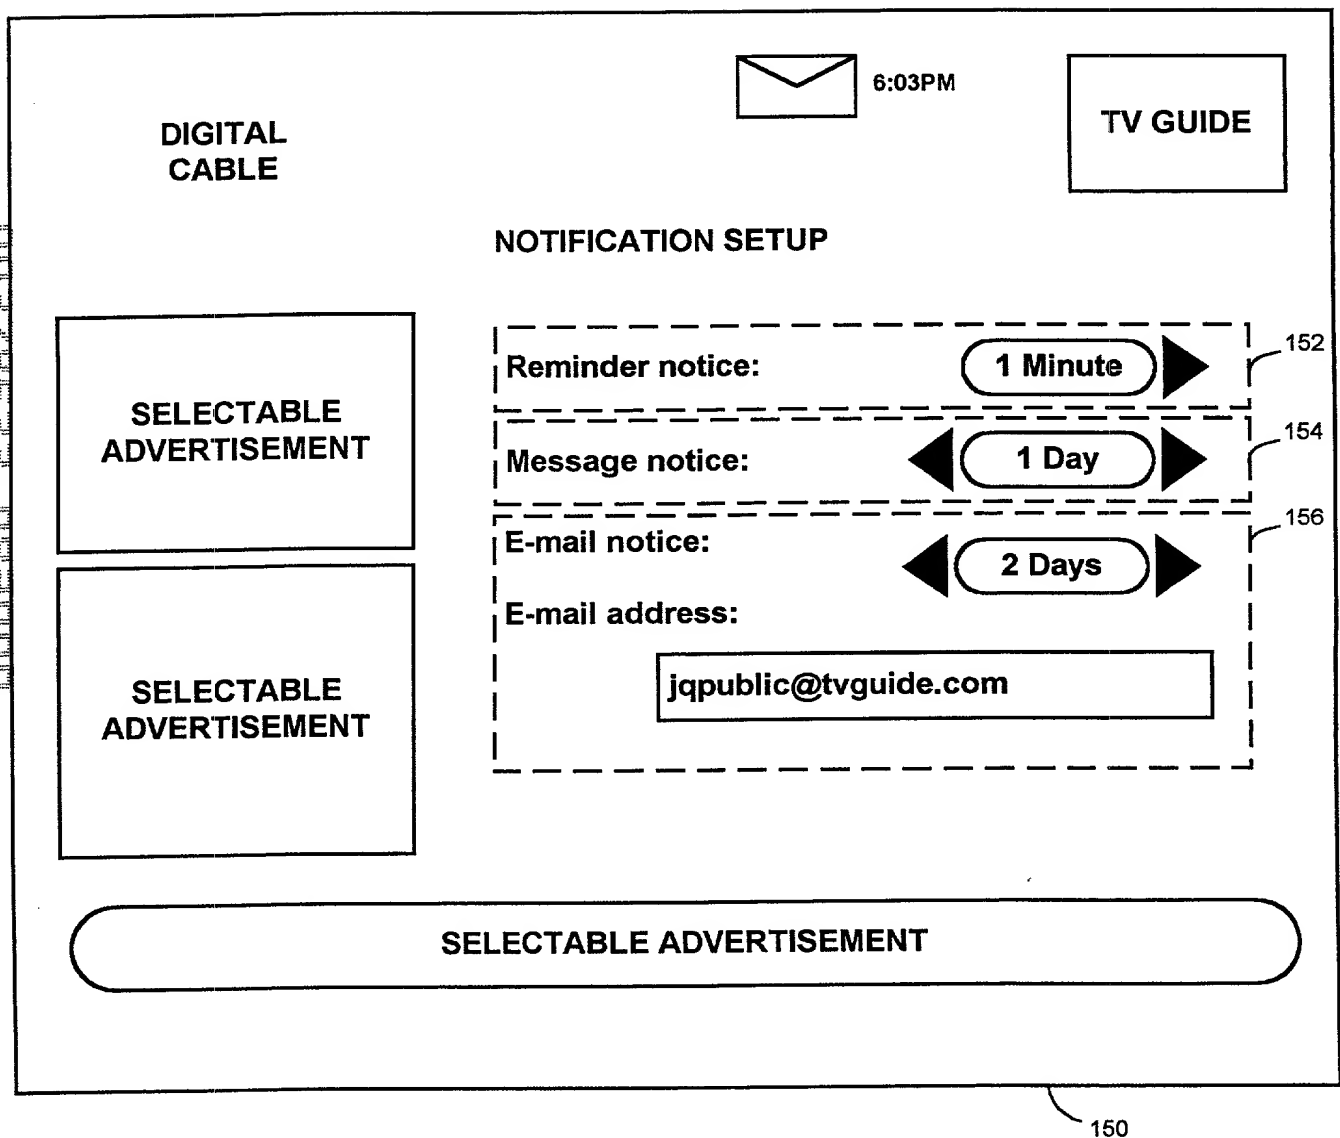 6:03PM
TV GUIDE
DIGITAL
CABLE
NOTIFICATION SETUP
SELECTABLE
ADVERTISEMENT
Reminder notice: 1 Minute
152
Message notice: 1 Day
154
E-mail notice: 2 Days
156
E-mail address:
jqpublic@tvguide.com
SELECTABLE
ADVERTISEMENT
SELECTABLE ADVERTISEMENT
150